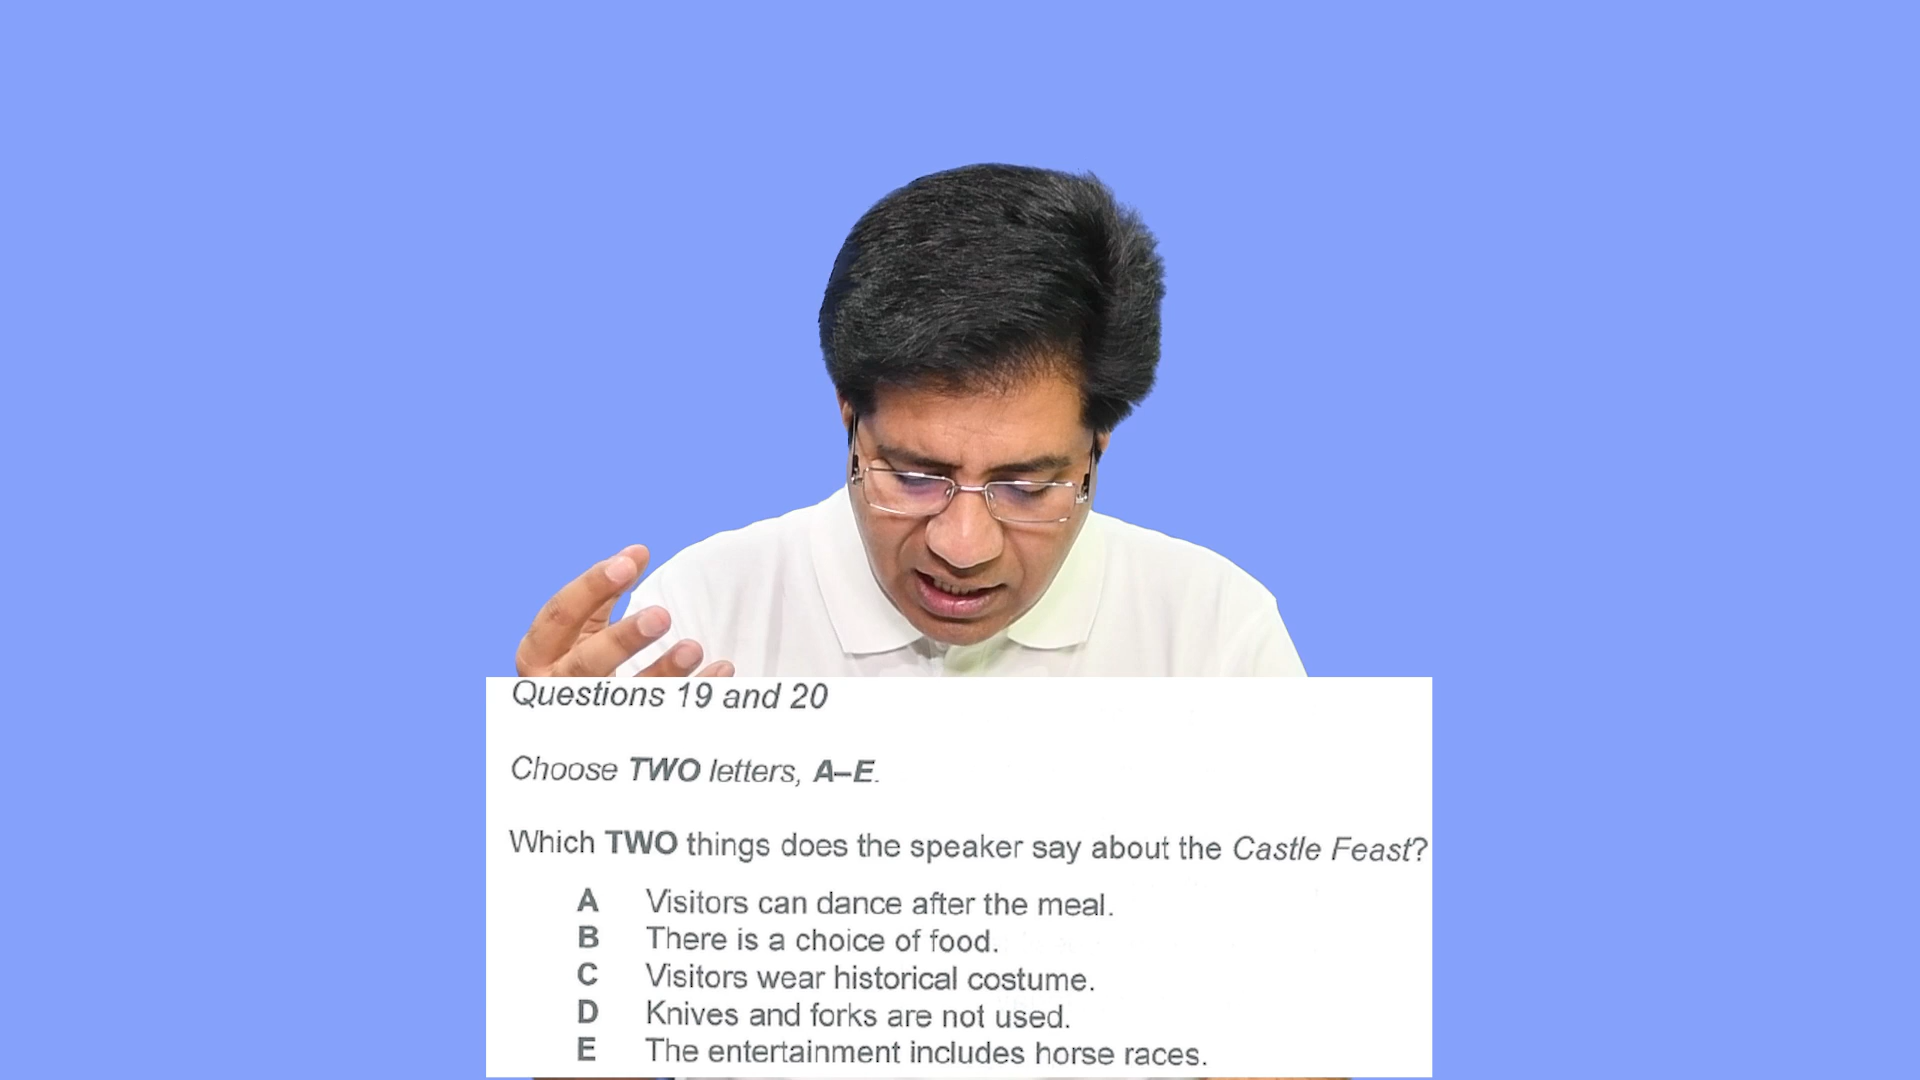 Questions 19 and 20
Choose TWO letters, A–E.
Which TWO things does the speaker say about the Castle Feast?
A Visitors can dance after the meal.
B There is a choice of food.
C Visitors wear historical costume.
D Knives and forks are not used.
E The entertainment includes horse races.